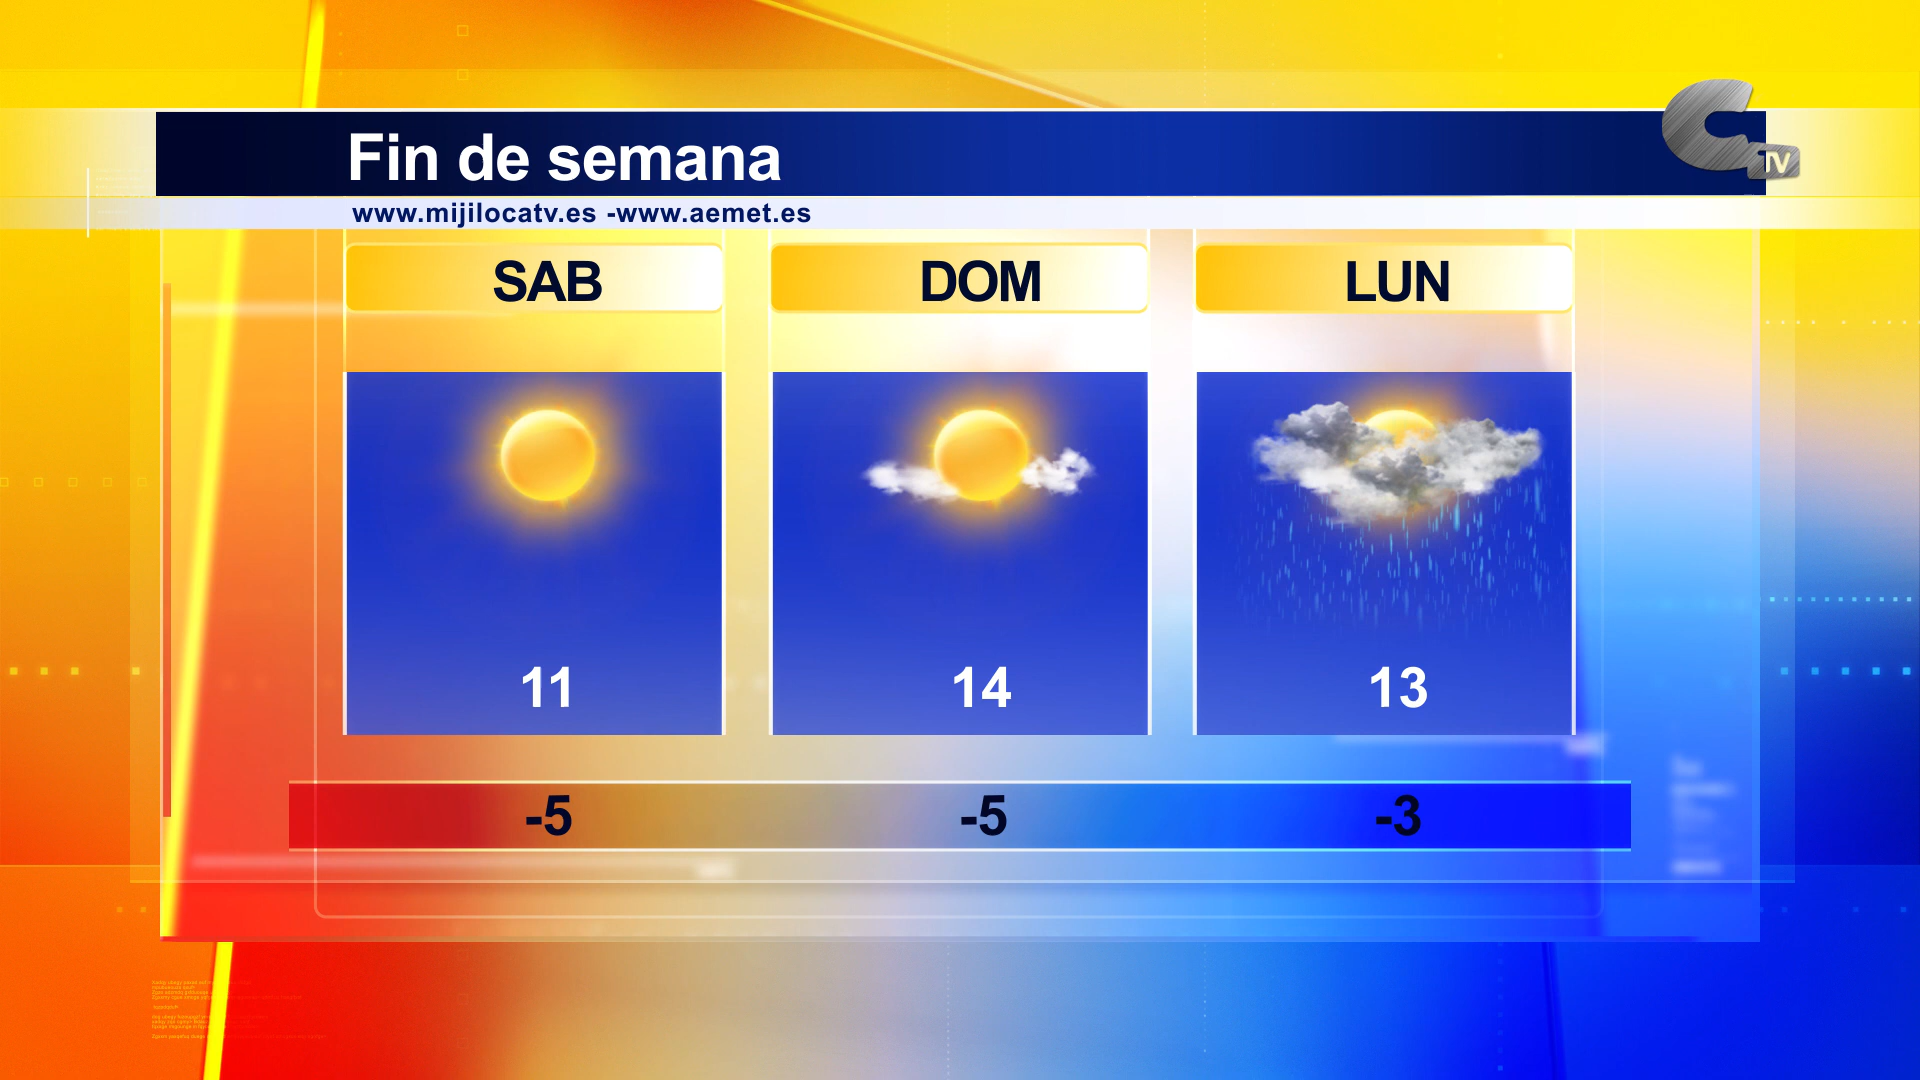 Fin de semana
TV
www.mijilocatv.es -www.aemet.es
SAB DOM LUN
11 14 13
-5 -5 -3